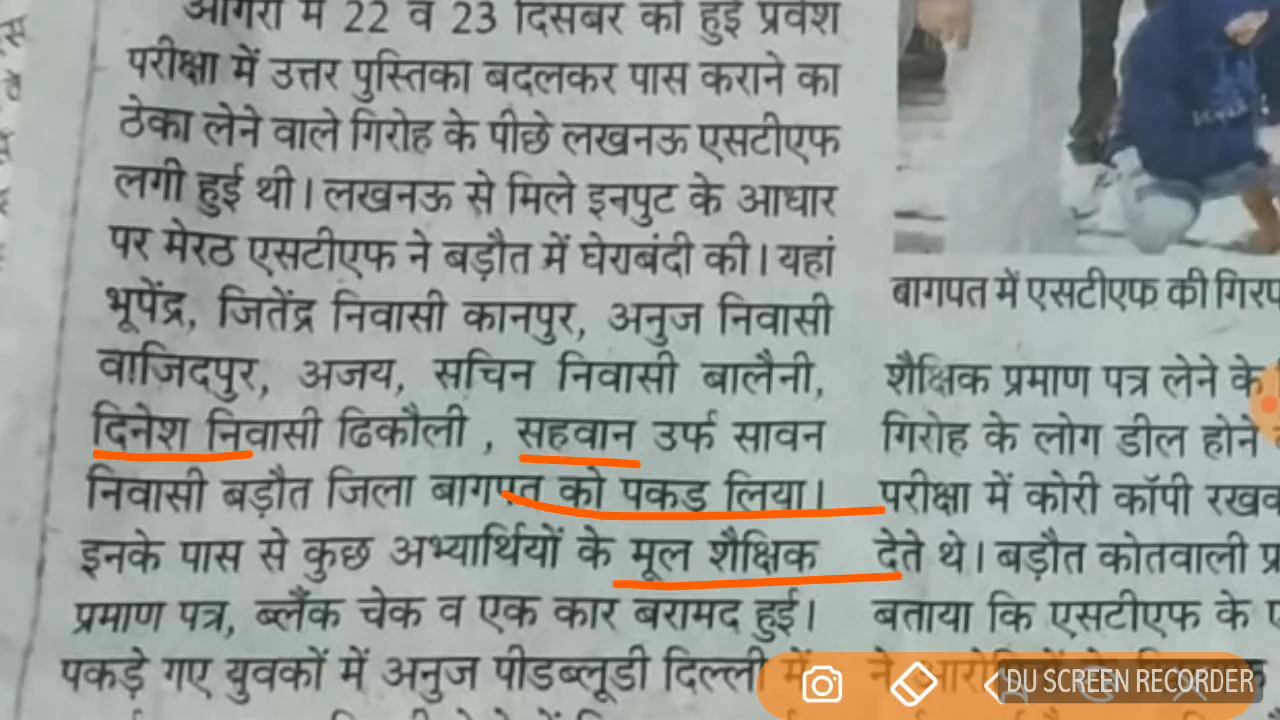 आगरा में 22 व 23 दिसंबर को हुई प्रवेश
परीक्षा में उत्तर पुस्तिका बदलकर पास कराने का
ठेका लेने वाले गिरोह के पीछे लखनऊ एसटीएफ
लगी हुई थी। लखनऊ से मिले इनपुट के आधार
पर मेरठ एसटीएफ ने बड़ौत में घेराबंदी की। यहां
भूपेंद्र, जितेंद्र निवासी कानपुर, अनुज निवासी
वाजिदपुर, अजय, सचिन निवासी बालैनी,
दिनेश निवासी ढिकौली , सहवान उर्फ सावन
निवासी बड़ौत जिला बागपत को पकड लिया।
इनके पास से कुछ अभ्यार्थियों के मूल शैक्षिक
प्रमाण पत्र, ब्लैंक चेक व एक कार बरामद हुई।
पकड़े गए युवकों में अनुज पीडब्लूडी दिल्ली में
बागपत में एसटीएफ की
शैक्षिक प्रमाण पत्र लेने के
गिरोह के लोग डील होने
परीक्षा में कोरी कॉपी
देते थे। बड़ौत कोतवाली
बताया कि एसटीएफ के
ने
DU SCREEN RECORDER